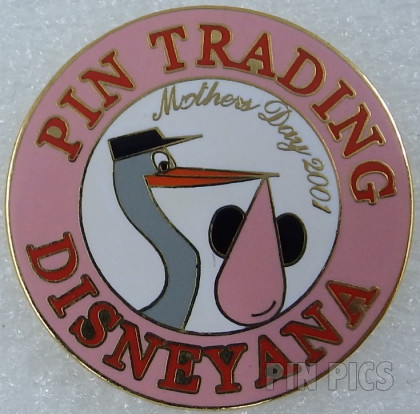 PIN TRADING
Mothers Day 2001
DISNEYANA
PIN PICS